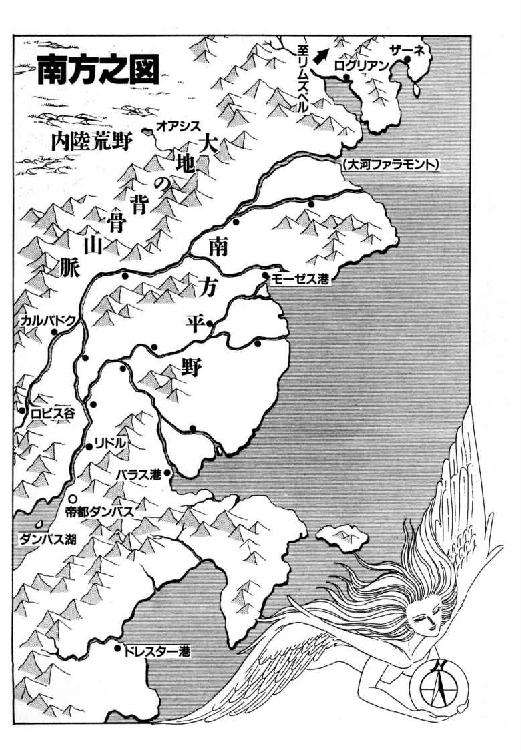 南方之図
至リムズベル
ザーネ
ログリアン
オアシス
内陸荒野
大地の背骨山脈
(大河ファラモント)
南方平野
モーゼス港
カルバドク
ロビス谷
リドル
バラス港
帝都ダンバス
ダンバス湖
ドレスター港
N